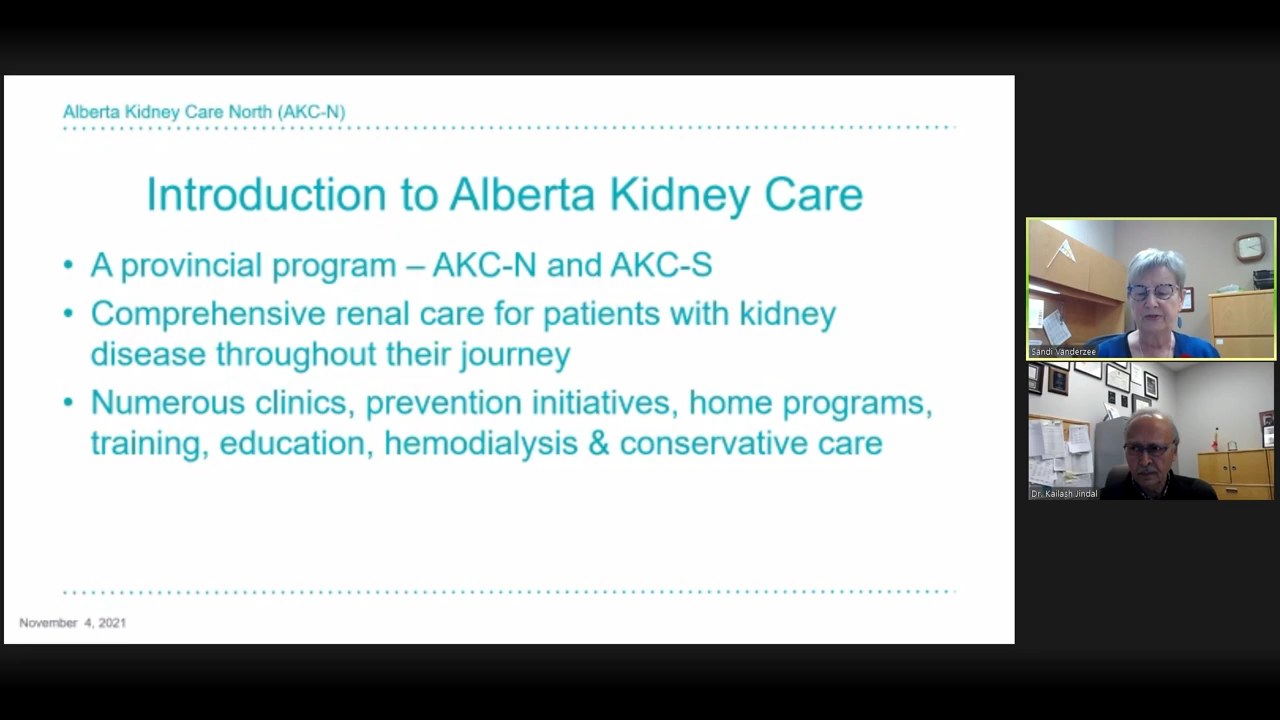 Alberta Kidney Care North (AKC-N)
Introduction to Alberta Kidney Care
• A provincial program – AKC-N and AKC-S
• Comprehensive renal care for patients with kidney
disease throughout their journey
• Numerous clinics, prevention initiatives, home programs,
training, education, hemodialysis & conservative care
November 4, 2021
Sandi Vanderzee
Dr. Kailash Jindal